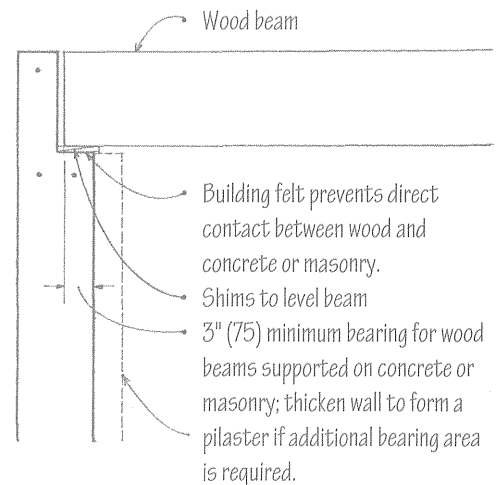 Wood beam
Building felt prevents direct
contact between wood and
concrete or masonry.
Shims to level beam
3" (75) minimum bearing for wood
beams supported on concrete or
masonry; thicken wall to form a
pilaster if additional bearing area
is required.